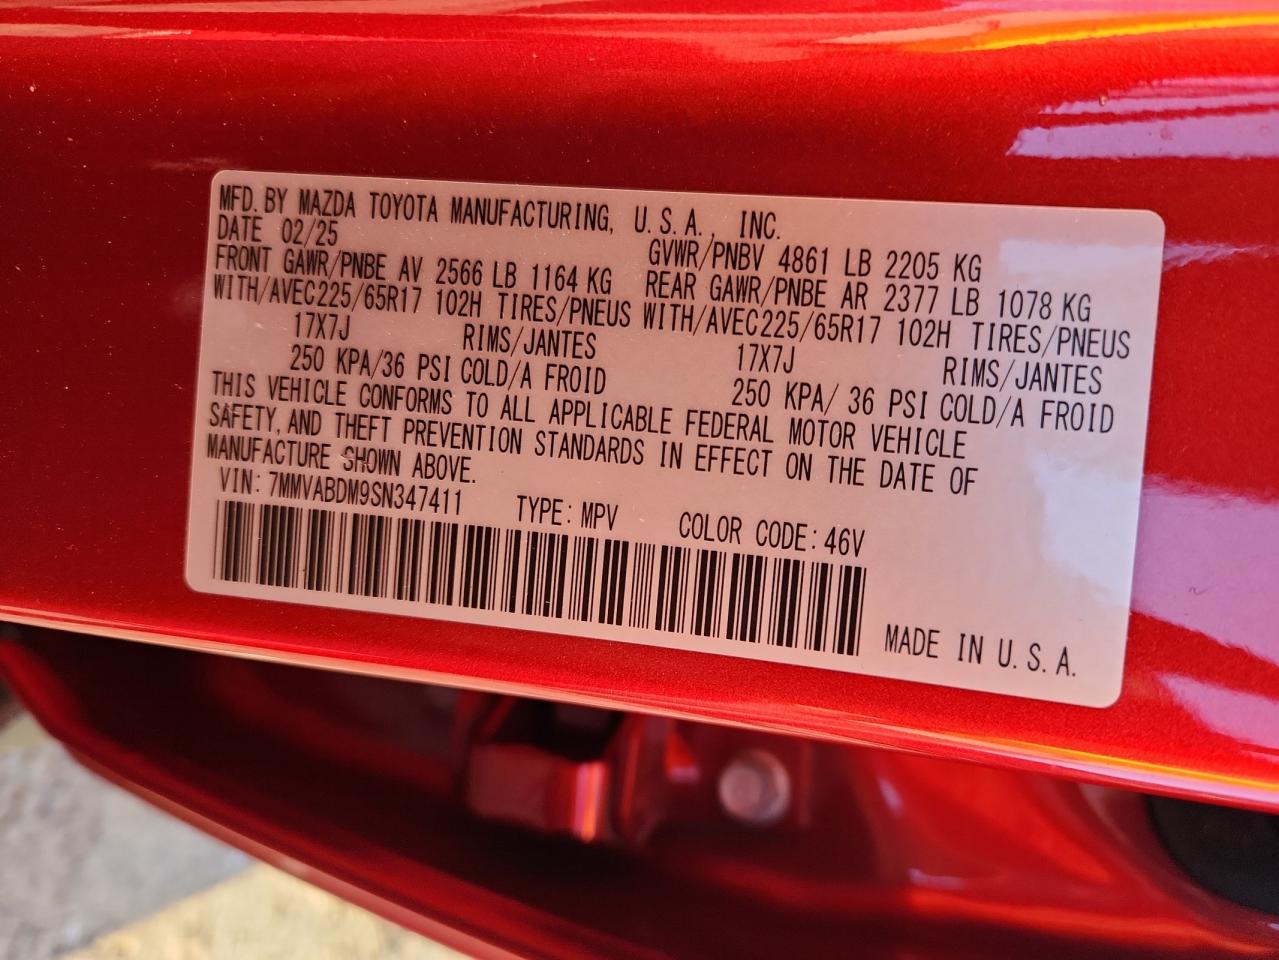 MFD. BY MAZDA TOYOTA MANUFACTURING, U.S.A., INC.
DATE 02/25 GVWR/PNBV 4861 LB 2205 KG
FRONT GAWR/PNBE AV 2566 LB 1164 KG REAR GAWR/PNBE AR 2377 LB 1078 KG
WITH/AVEC225/65R17 102H TIRES/PNEUS WITH/AVEC225/65R17 102H TIRES/PNEUS
17X7J RIMS/JANTES 17X7J RIMS/JANTES
250 KPA/36 PSI COLD/A FROID 250 KPA/ 36 PSI COLD/A FROID
THIS VEHICLE CONFORMS TO ALL APPLICABLE FEDERAL MOTOR VEHICLE
SAFETY, AND THEFT PREVENTION STANDARDS IN EFFECT ON THE DATE OF
MANUFACTURE SHOWN ABOVE.
VIN: 7MMVABDM9SN347411 TYPE: MPV COLOR CODE: 46V
MADE IN U.S.A.